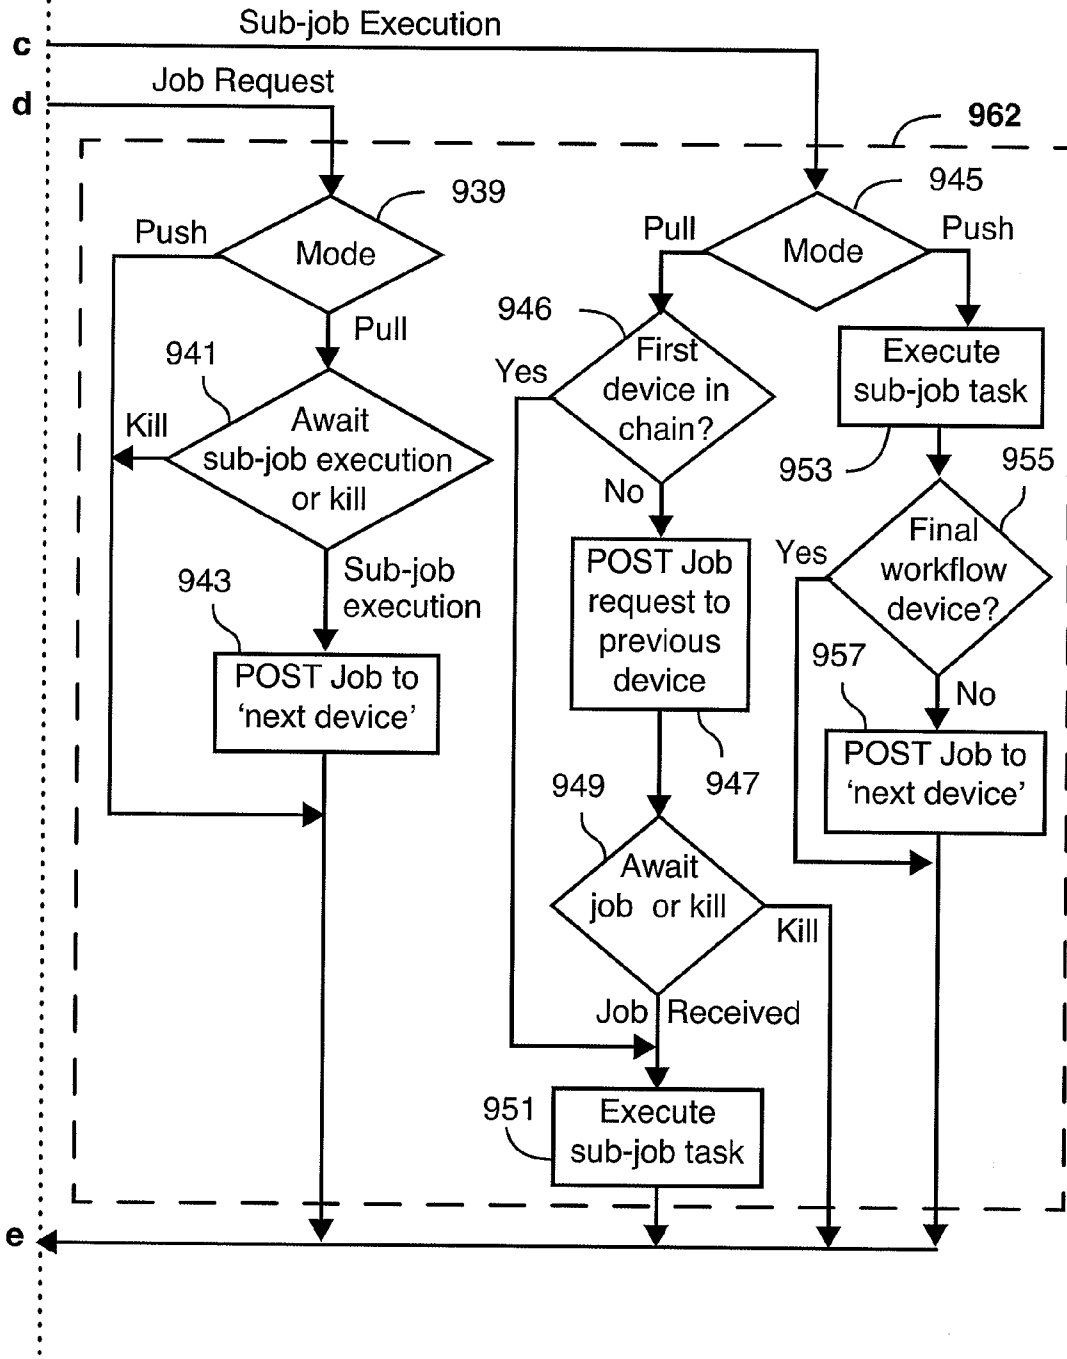 Sub-job Execution
c
Job Request
d
962
939
945
Push
Mode
Pull
Mode
Push
946
Pull
941
First
device in
chain?
Yes
Execute
sub-job task
Kill
Await
sub-job execution
or kill
953
955
No
Final
workflow
device?
Yes
943
Sub-job
execution
POST Job
request to
previous
device
957
POST Job to
'next device'
No
947
949
POST Job to
'next device'
Await
job or kill
Kill
Job Received
951
Execute
sub-job task
e